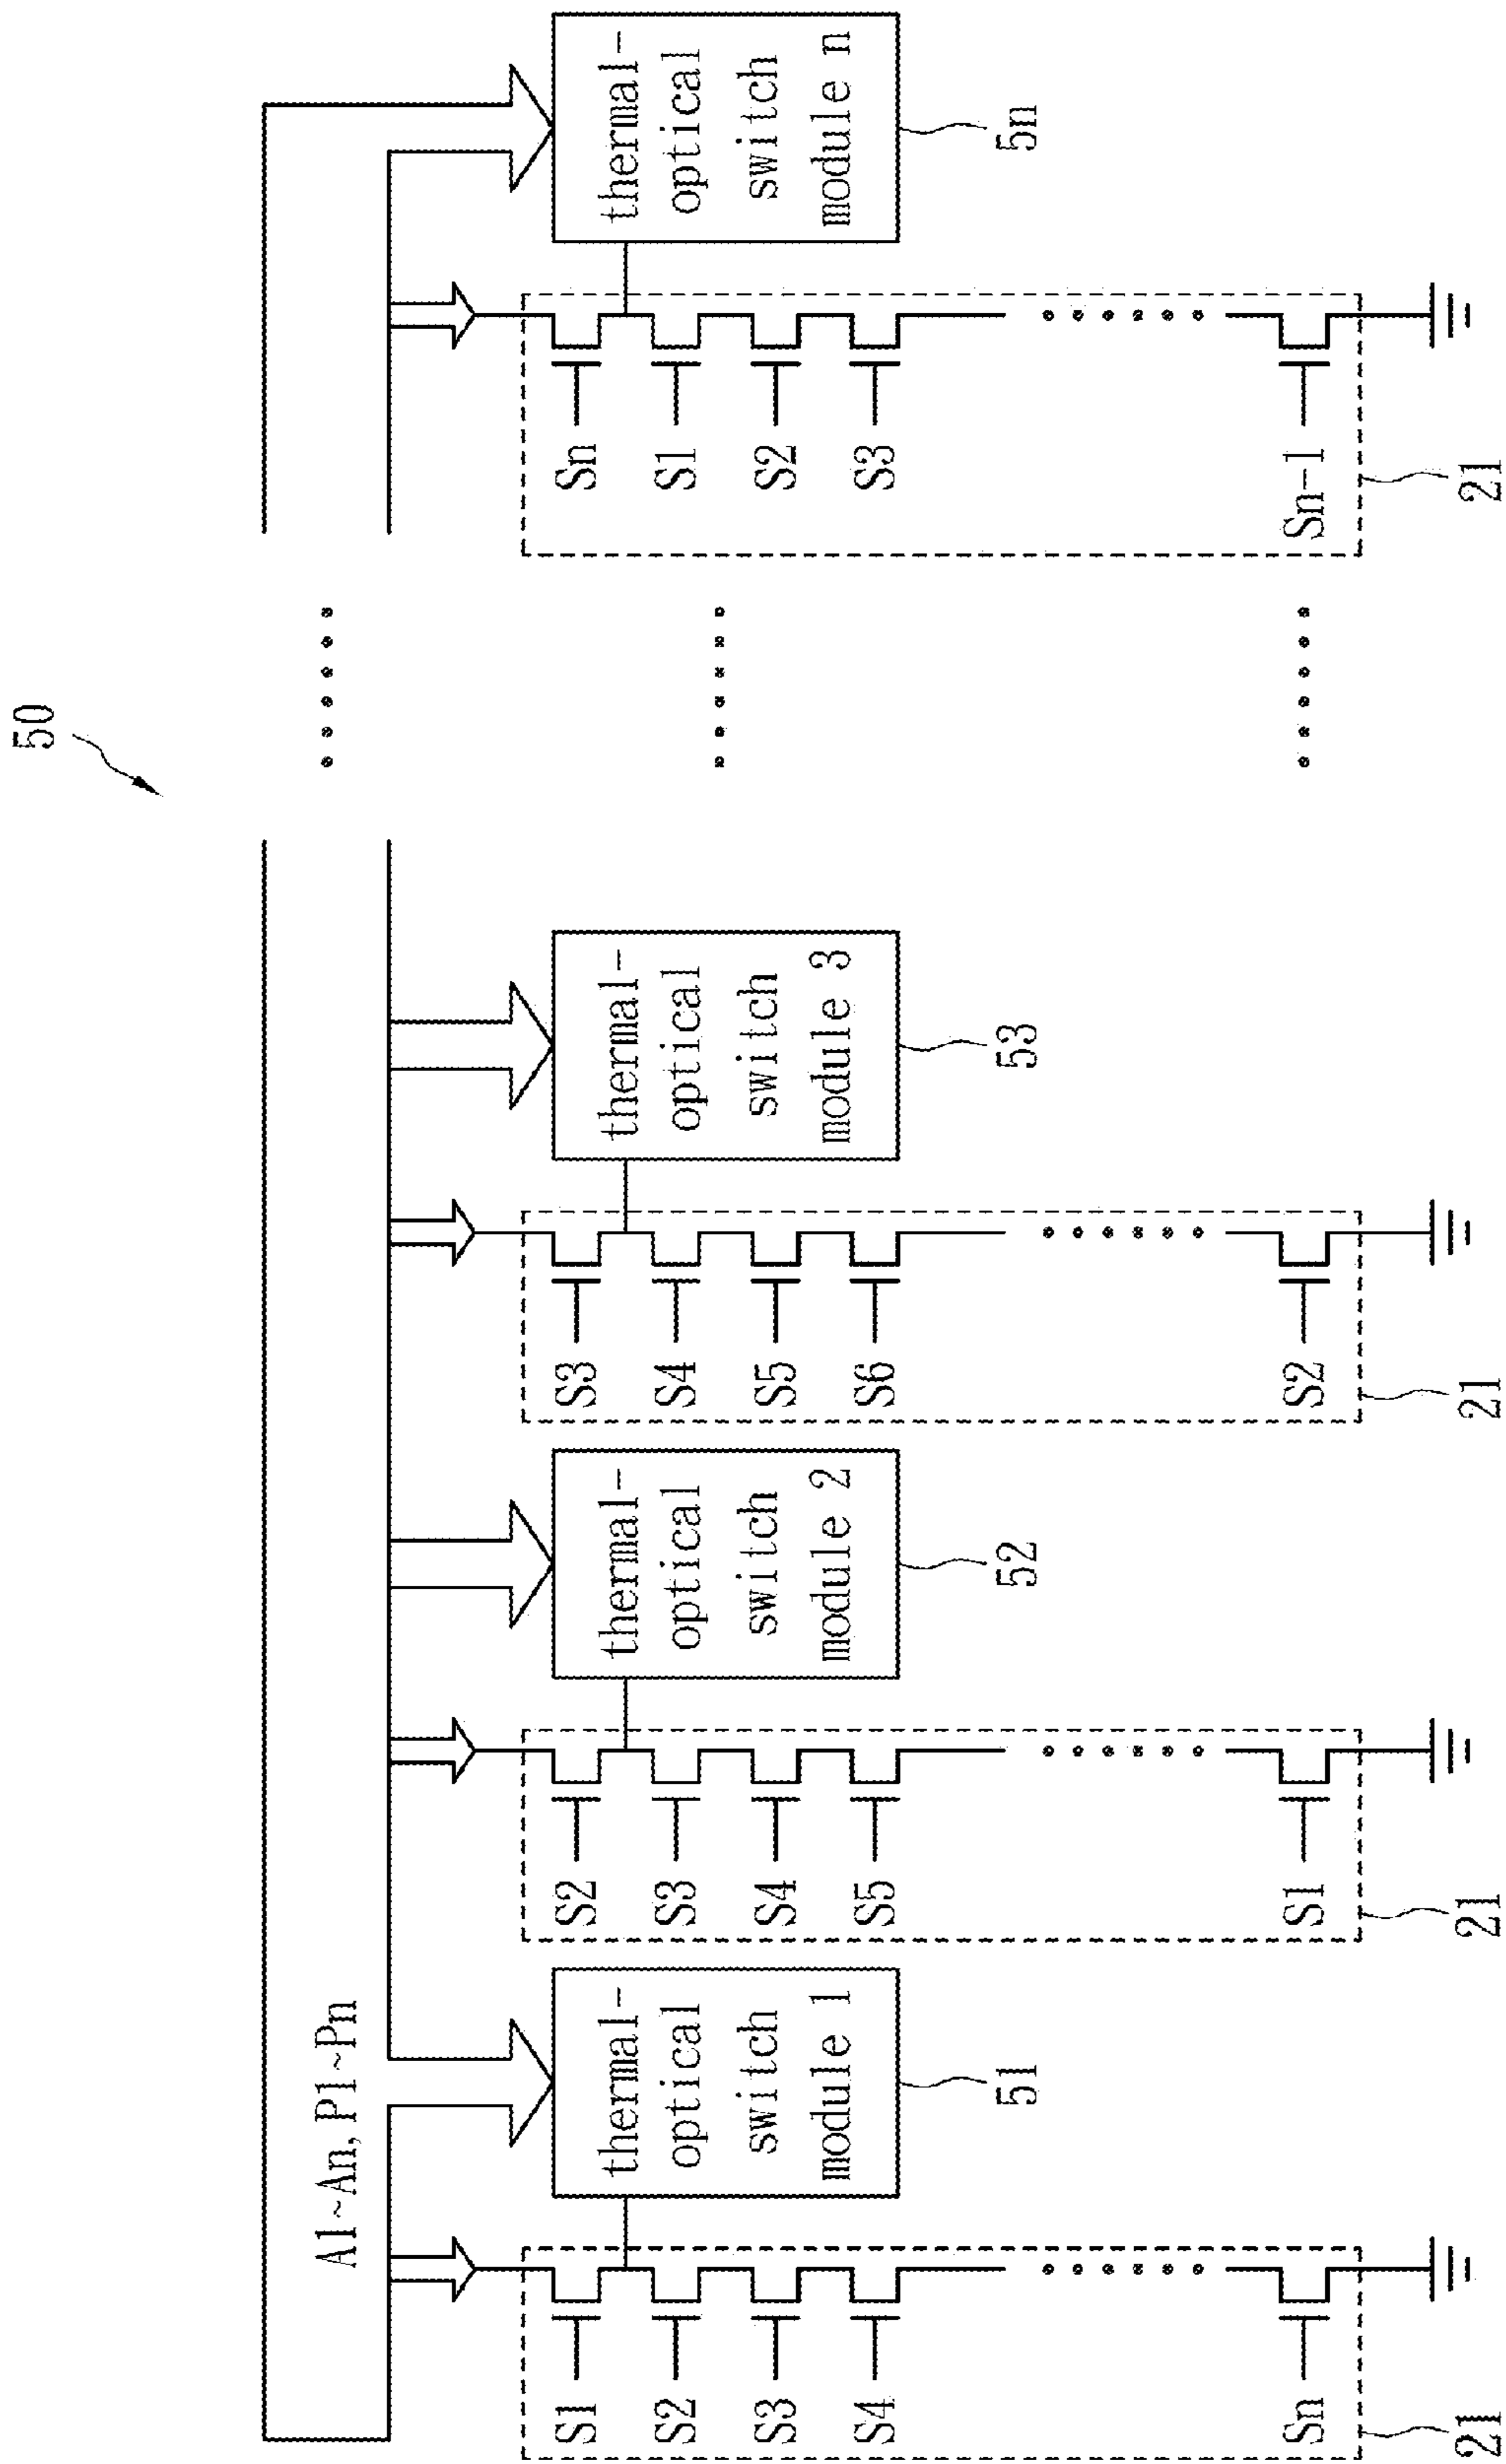 50
A1~An, P1~Pn
S1
S2
S3
S4
Sn
21
thermal-
optical
switch
module 1
51
S2
S3
S4
S5
S1
21
thermal-
optical
switch
module 2
52
S3
S4
S5
S6
S2
21
thermal-
optical
switch
module 3
53
Sn
S1
S2
S3
Sn-1
21
thermal-
optical
switch
module n
5n